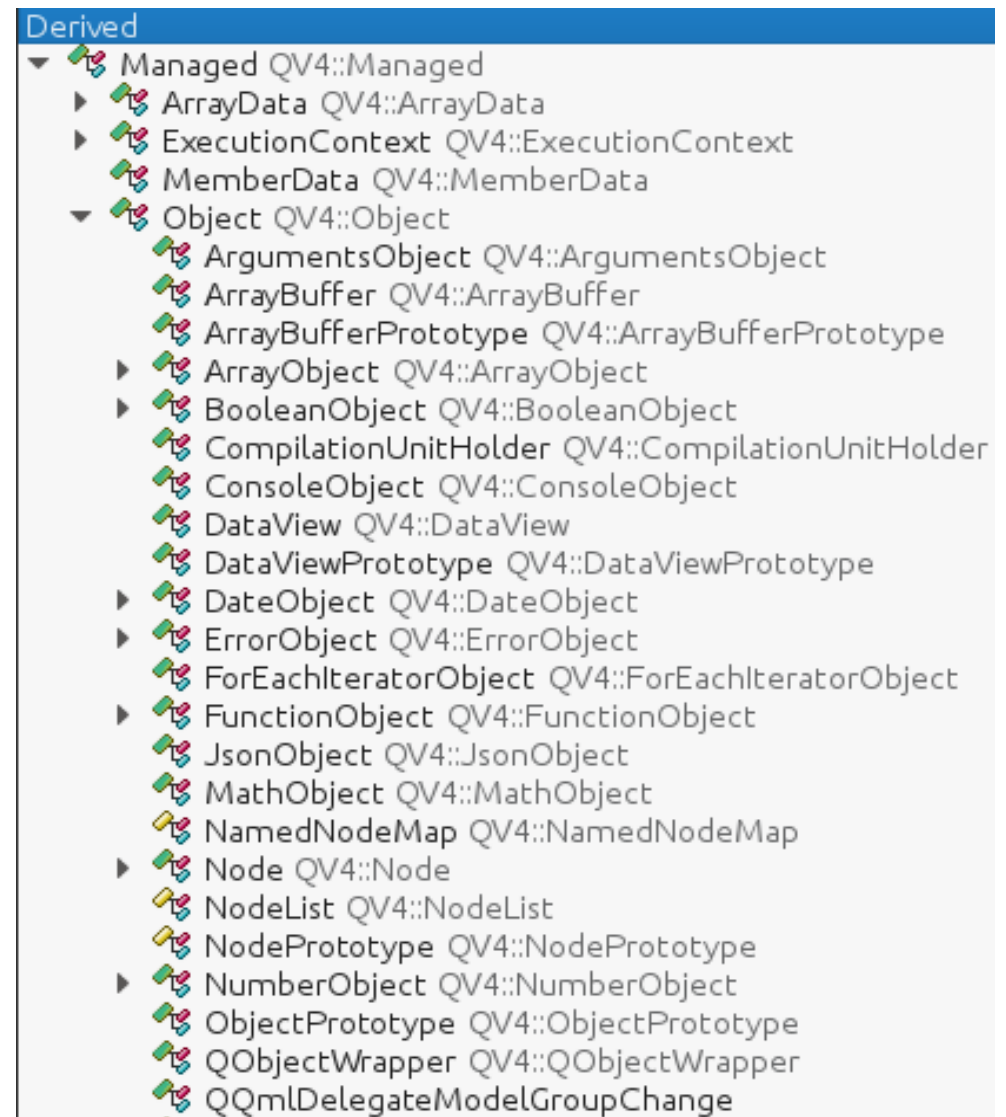 Derived
Managed QV4::Managed
ArrayData QV4::ArrayData
ExecutionContext QV4::ExecutionContext
MemberData QV4::MemberData
Object QV4::Object
ArgumentsObject QV4::ArgumentsObject
ArrayBuffer QV4::ArrayBuffer
ArrayBufferPrototype QV4::ArrayBufferPrototype
ArrayObject QV4::ArrayObject
BooleanObject QV4::BooleanObject
CompilationUnitHolder QV4::CompilationUnitHolder
ConsoleObject QV4::ConsoleObject
DataView QV4::DataView
DataViewPrototype QV4::DataViewPrototype
DateObject QV4::DateObject
ErrorObject QV4::ErrorObject
ForEachIteratorObject QV4::ForEachIteratorObject
FunctionObject QV4::FunctionObject
JsonObject QV4::JsonObject
MathObject QV4::MathObject
NamedNodeMap QV4::NamedNodeMap
Node QV4::Node
NodeList QV4::NodeList
NodePrototype QV4::NodePrototype
NumberObject QV4::NumberObject
ObjectPrototype QV4::ObjectPrototype
QObjectWrapper QV4::QObjectWrapper
QQmlDelegateModelGroupChange